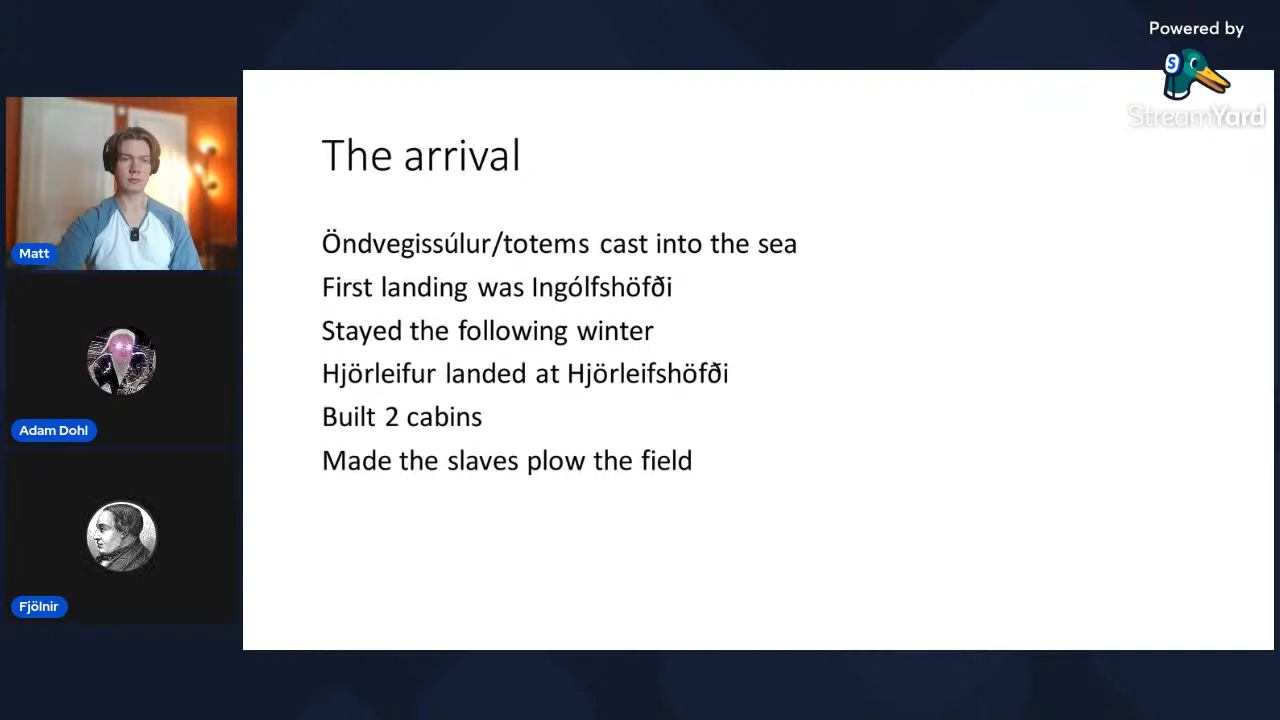 Powered by
StreamYard
The arrival
Öndvegissúlur/totems cast into the sea
First landing was Ingólfshöfði
Stayed the following winter
Hjörleifur landed at Hjörleifshöfði
Built 2 cabins
Made the slaves plow the field
Matt
Adam Dohl
Fjölnir